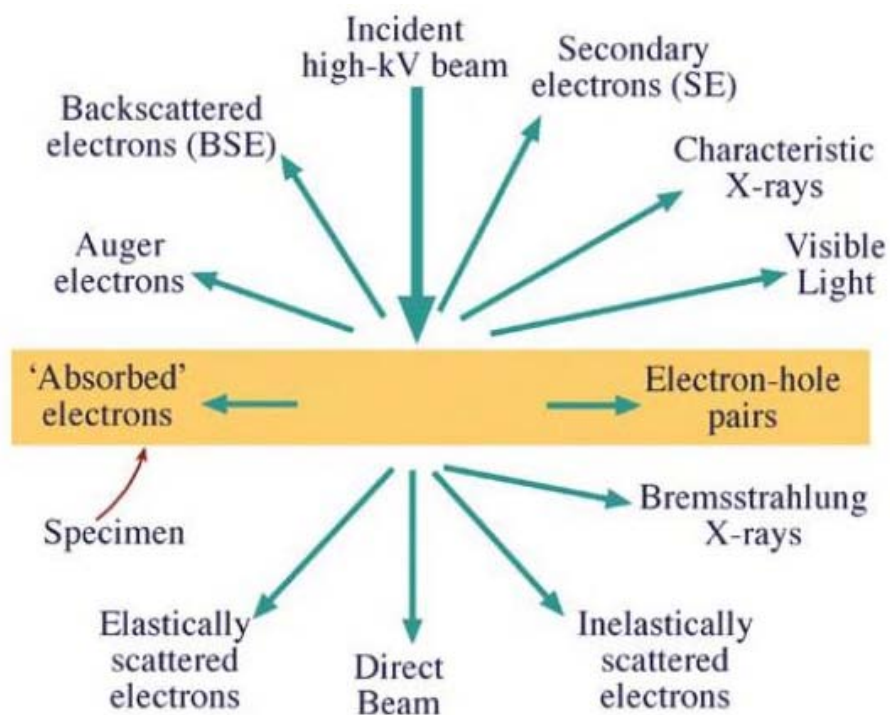 Incident
high-kV beam
Secondary
electrons (SE)
Backscattered
electrons (BSE)
Characteristic
X-rays
Auger
electrons
Visible
Light
‘Absorbed’
electrons
Electron-hole
pairs
Specimen
Bremsstrahlung
X-rays
Elastically
scattered
electrons
Direct
Beam
Inelastically
scattered
electrons